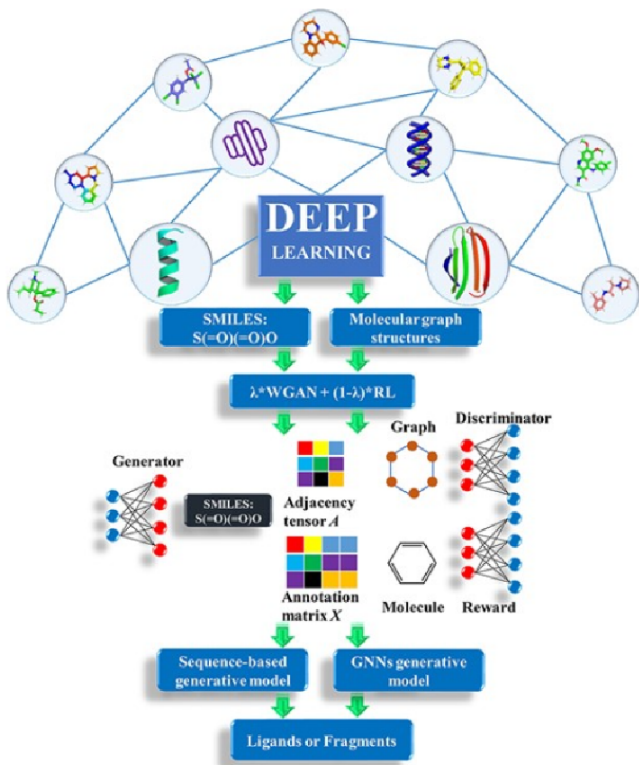 DEEP
LEARNING
SMILES:
S(=O)(=O)O
Molecular graph
structures
λ*WGAN + (1-λ)*RL
Generator
SMILES:
S(=O)(=O)O
Adjacency
tensor A
Graph
Discriminator
Annotation
matrix X
Molecule
Reward
Sequence-based
generative model
GNNs generative
model
Ligands or Fragments